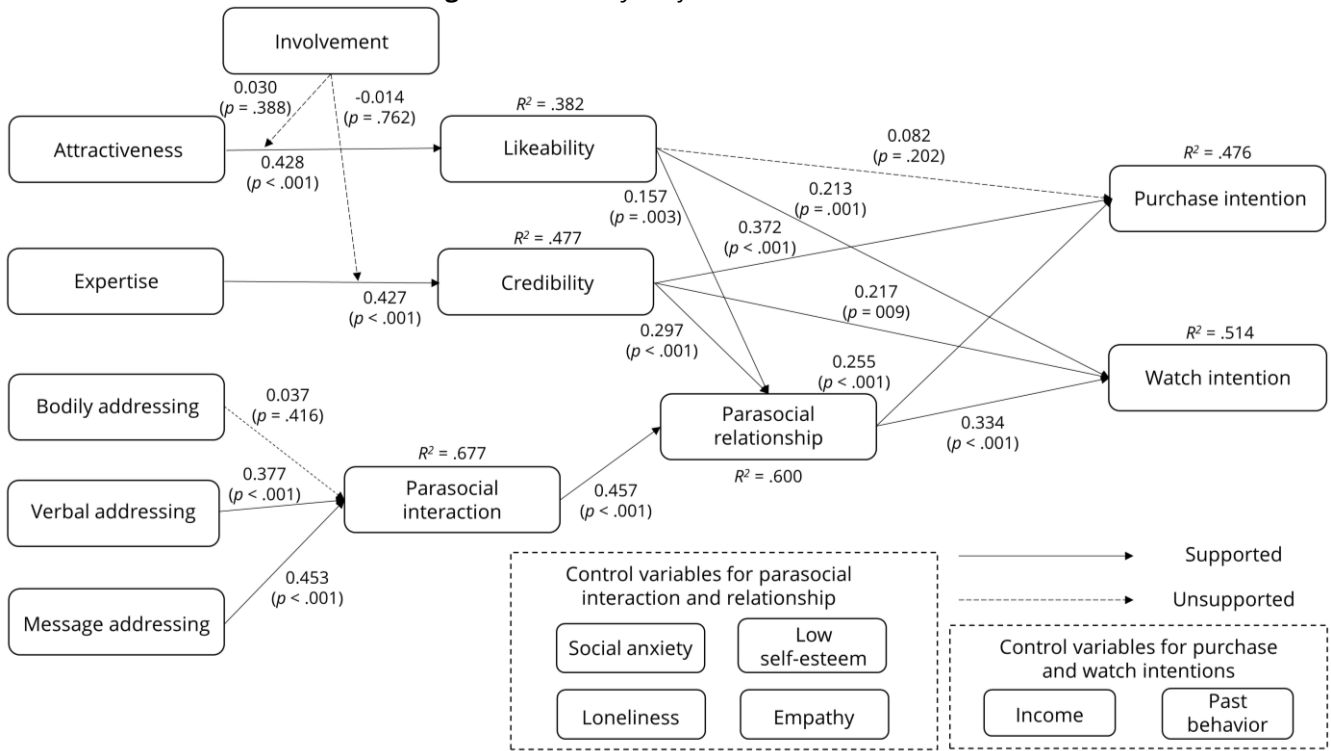 Involvement
0.030
(p = .388)
-0.014
(p = .762)
Attractiveness
0.428
(p < .001)
R² = .382
Likeability
0.082
(p = .202)
R² = .476
Purchase intention
0.157
(p = .003)
0.213
(p = .001)
0.372
(p < .001)
Expertise
0.427
(p < .001)
R² = .477
Credibility
0.217
(p = 009)
0.297
(p < .001)
0.255
(p < .001)
R² = .514
Watch intention
Bodily addressing
0.037
(p = .416)
Parasocial
relationship
R² = .600
0.334
(p < .001)
Verbal addressing
0.377
(p < .001)
R² = .677
Parasocial
interaction
0.457
(p < .001)
Message addressing
0.453
(p < .001)
Control variables for parasocial
interaction and relationship
Social anxiety
Low
self-esteem
Loneliness
Empathy
Supported
Unsupported
Control variables for purchase
and watch intentions
Income
Past
behavior